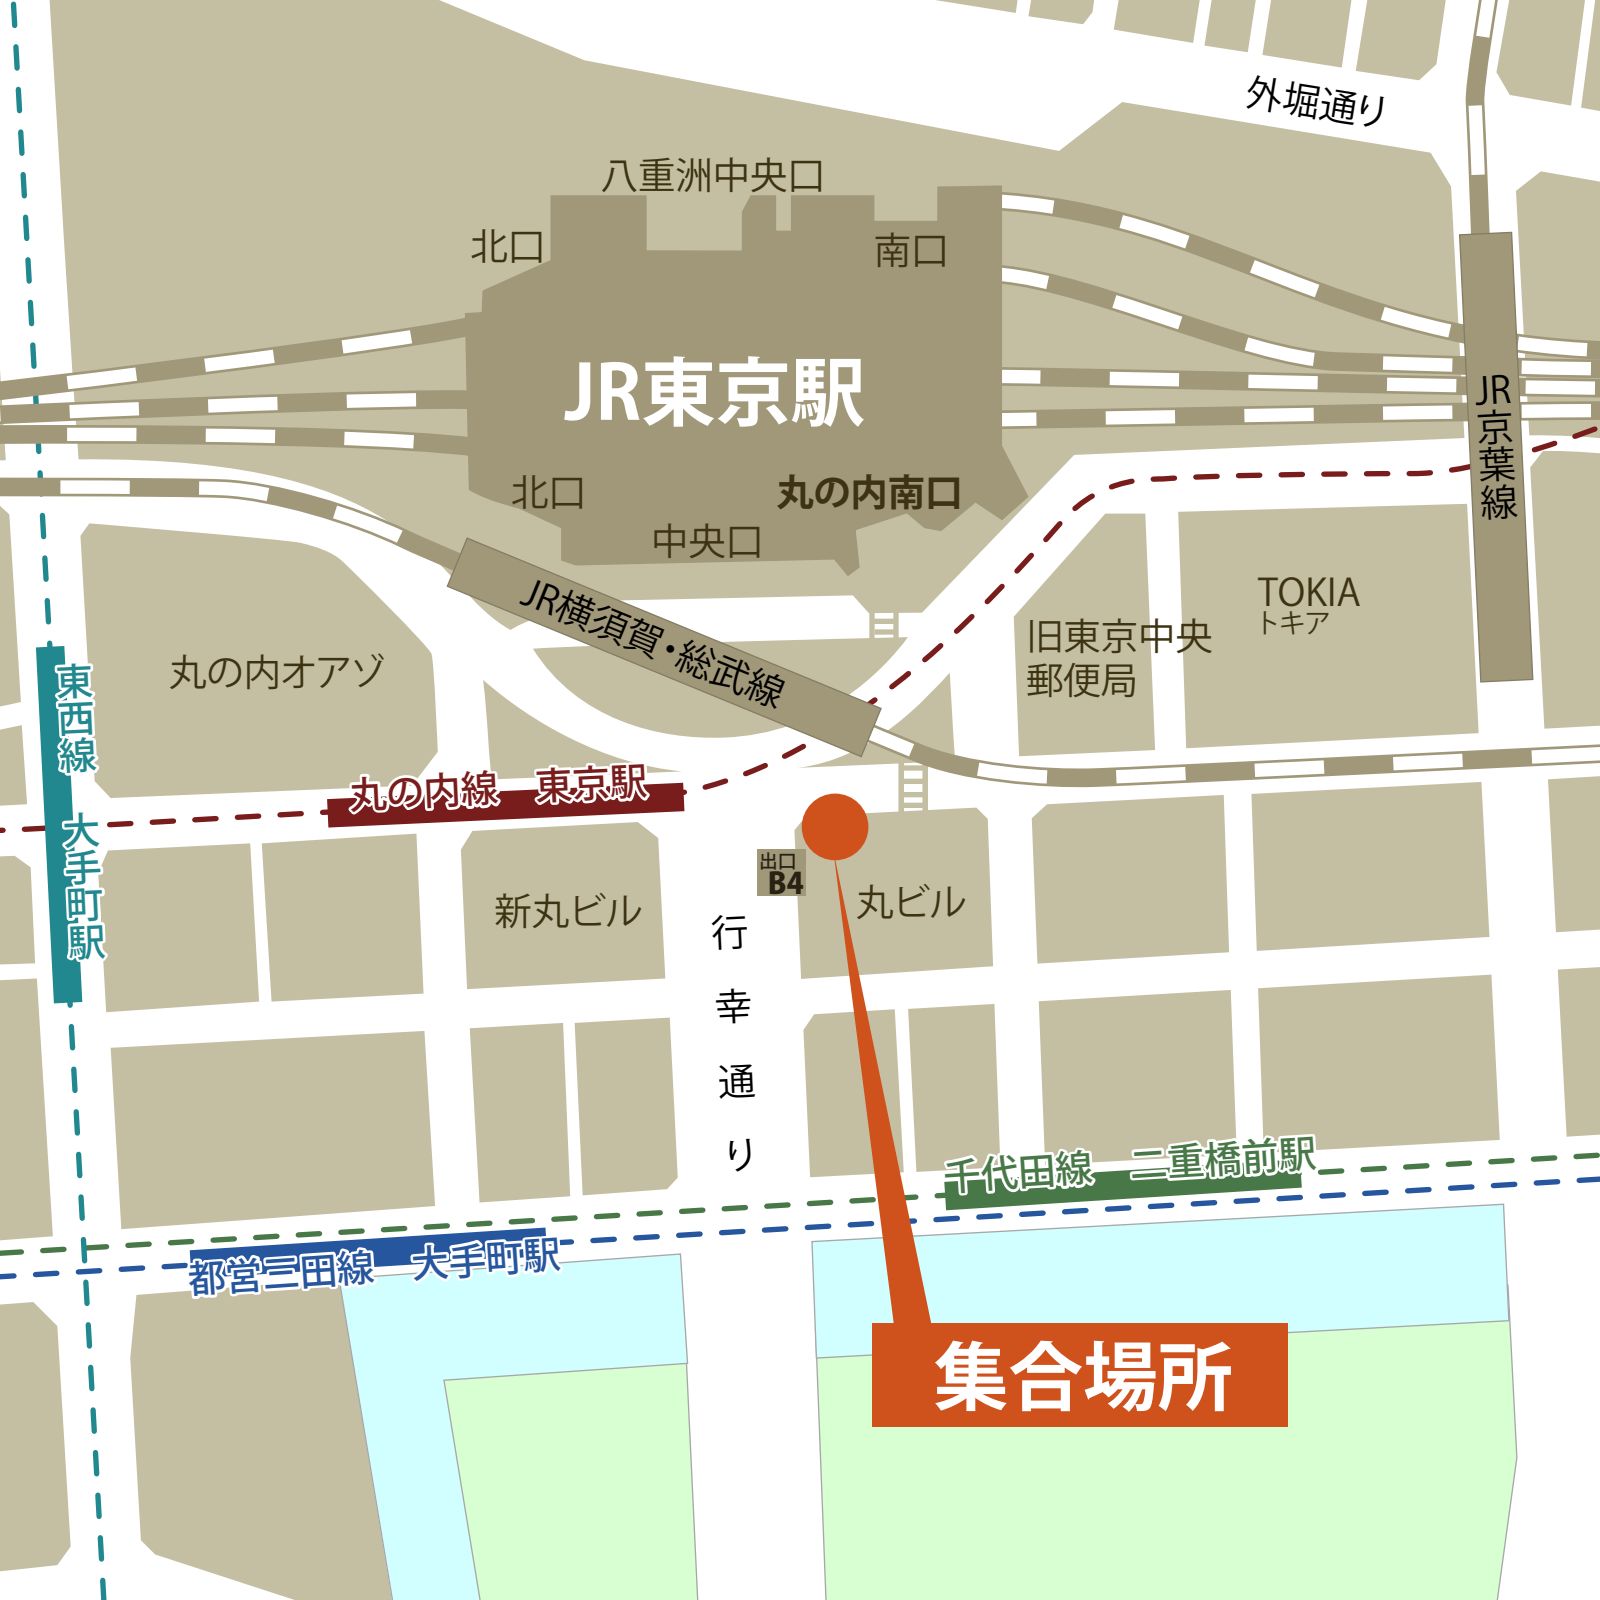 外堀通り
八重洲中央口
北口
南口
JR東京駅
JR京葉線
北口
丸の内南口
中央口
JR横須賀・総武線
TOKIA
トキア
旧東京中央
郵便局
丸の内オアゾ
東西線 大手町駅
丸の内線 東京駅
出口
B4
新丸ビル
丸ビル
行幸通り
千代田線 二重橋前駅
都営三田線 大手町駅
集合場所